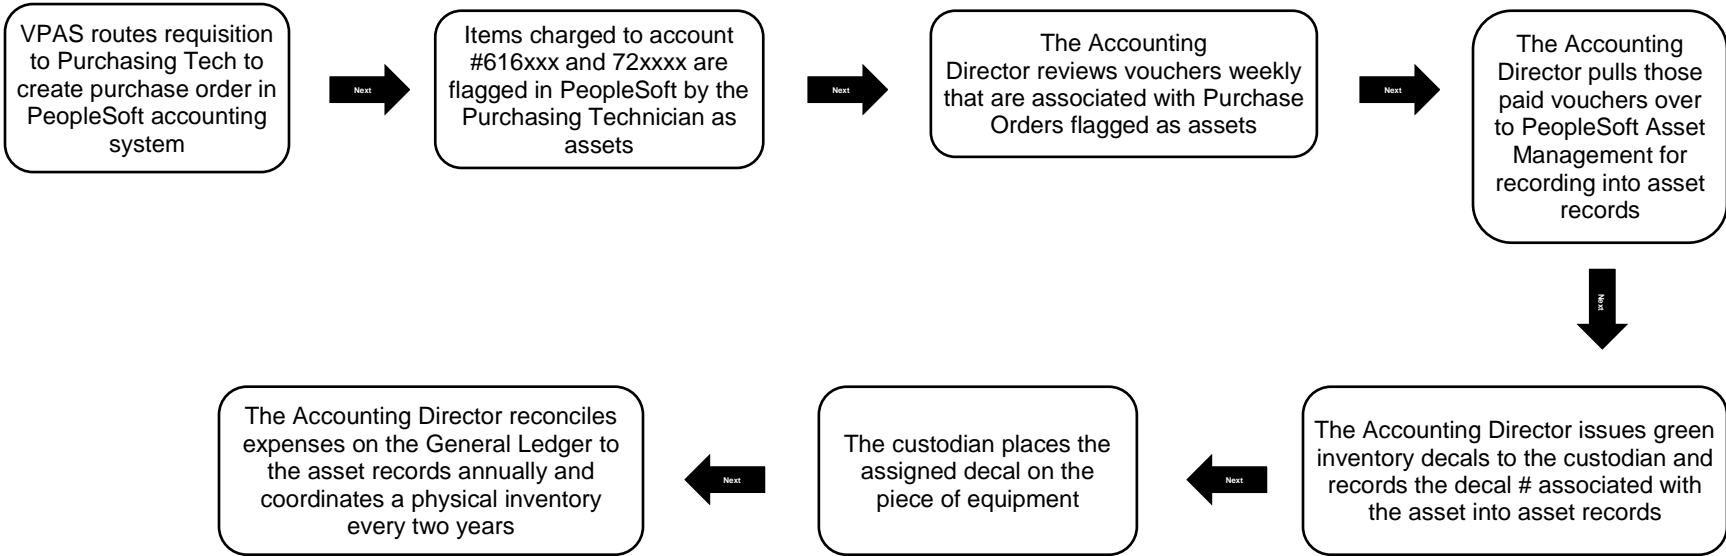 VPAS routes requisition
to Purchasing Tech to
create purchase order in
PeopleSoft accounting
system
Next
Items charged to account
#616xxx and 72xxxx are
flagged in PeopleSoft by the
Purchasing Technician as
assets
Next
The Accounting
Director reviews vouchers weekly
that are associated with Purchase
Orders flagged as assets
Next
The Accounting
Director pulls those
paid vouchers over
to PeopleSoft Asset
Management for
recording into asset
records
Next
The Accounting Director issues green
inventory decals to the custodian and
records the decal # associated with
the asset into asset records
Next
The custodian places the
assigned decal on the
piece of equipment
Next
The Accounting Director reconciles
expenses on the General Ledger to
the asset records annually and
coordinates a physical inventory
every two years